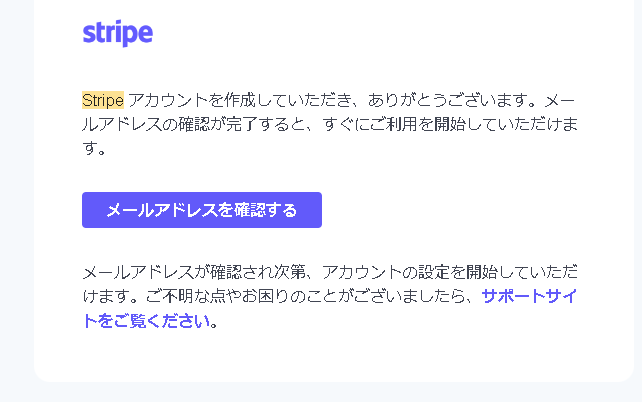 stripe
Stripe アカウントを作成していただき、ありがとうございます。メー
ルアドレスの確認が完了すると、すぐにご利用を開始していただけま
す。
メールアドレスを確認する
メールアドレスが確認され次第、アカウントの設定を開始していただ
けます。ご不明な点やお困りのことがございましたら、サポートサイ
トをご覧ください。